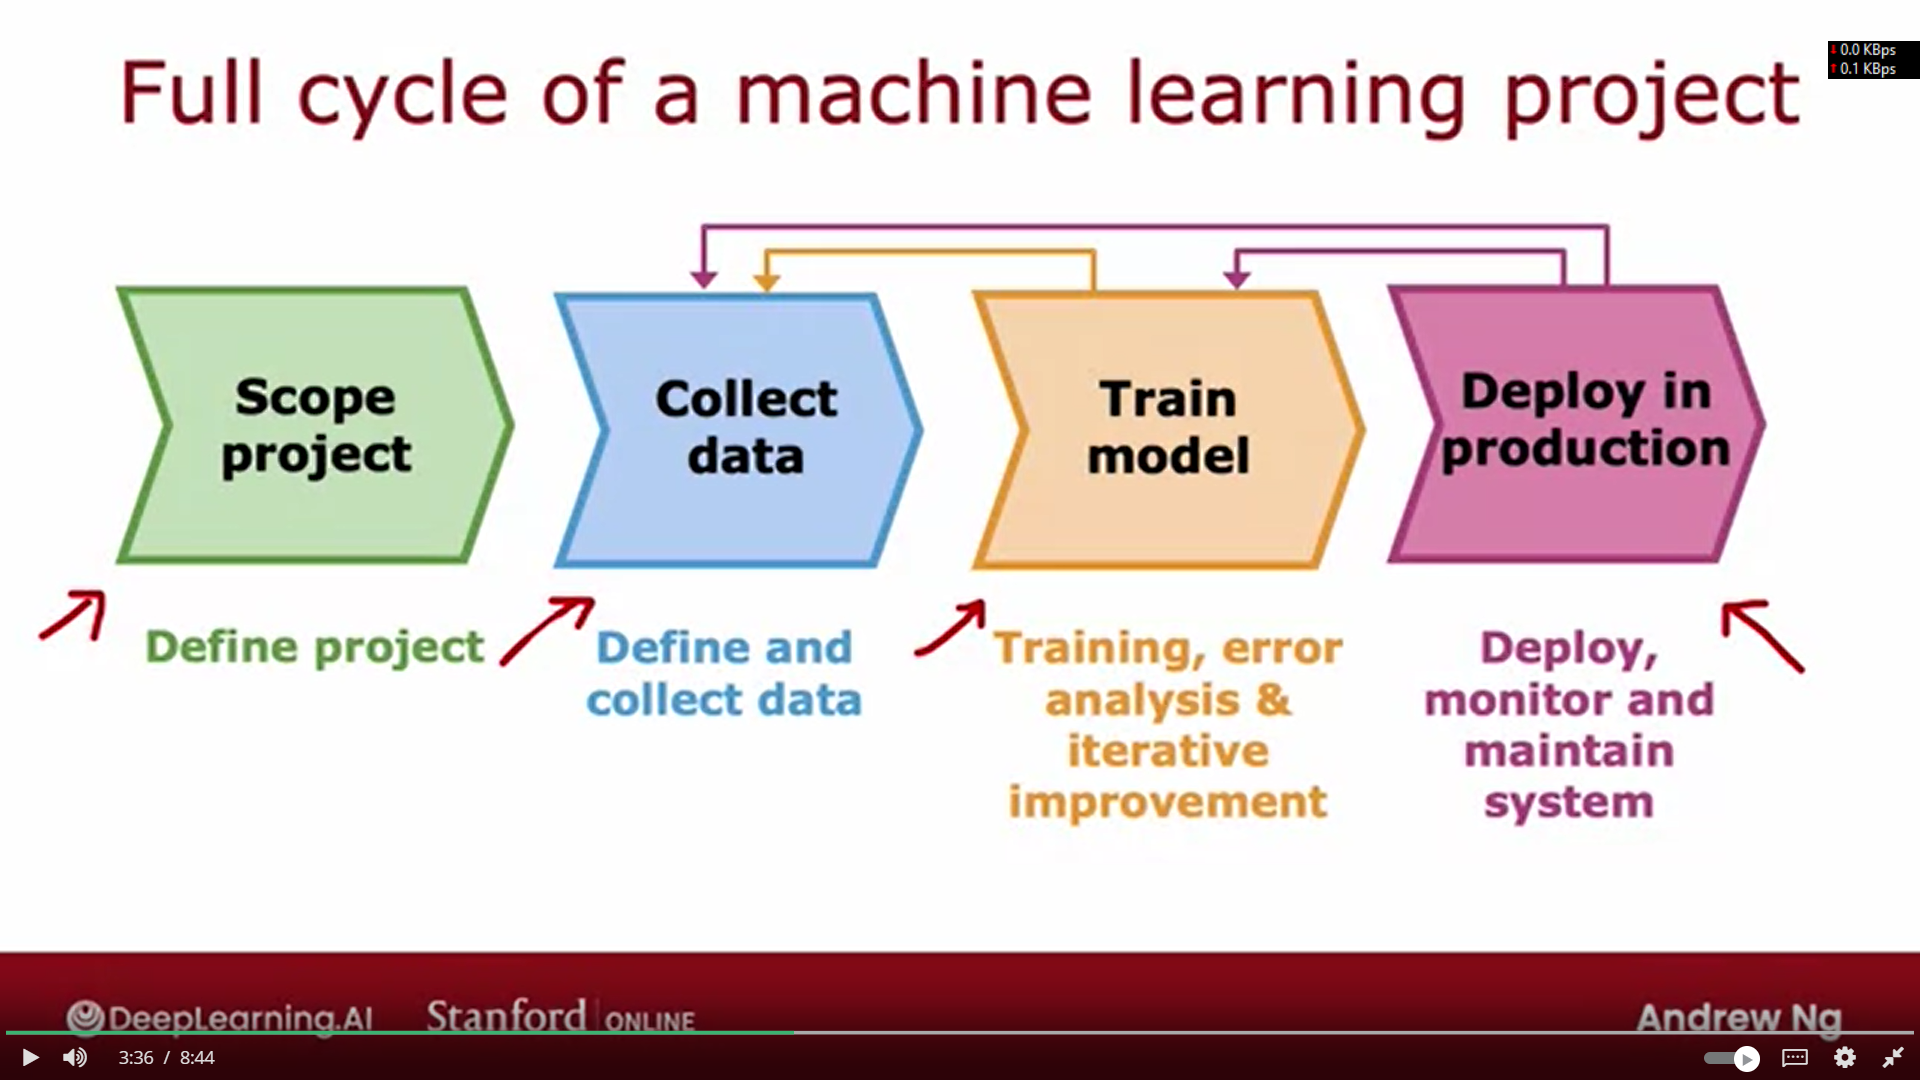 Full cycle of a machine learning project
0.0 KBps
0.1 KBps
Scope
project
Collect
data
Train
model
Deploy in
production
Define project
Define and
collect data
Training, error
analysis &
iterative
improvement
Deploy,
monitor and
maintain
system
DeepLearning.AI
Stanford | ONLINE
Andrew Ng
3:36 / 8:44